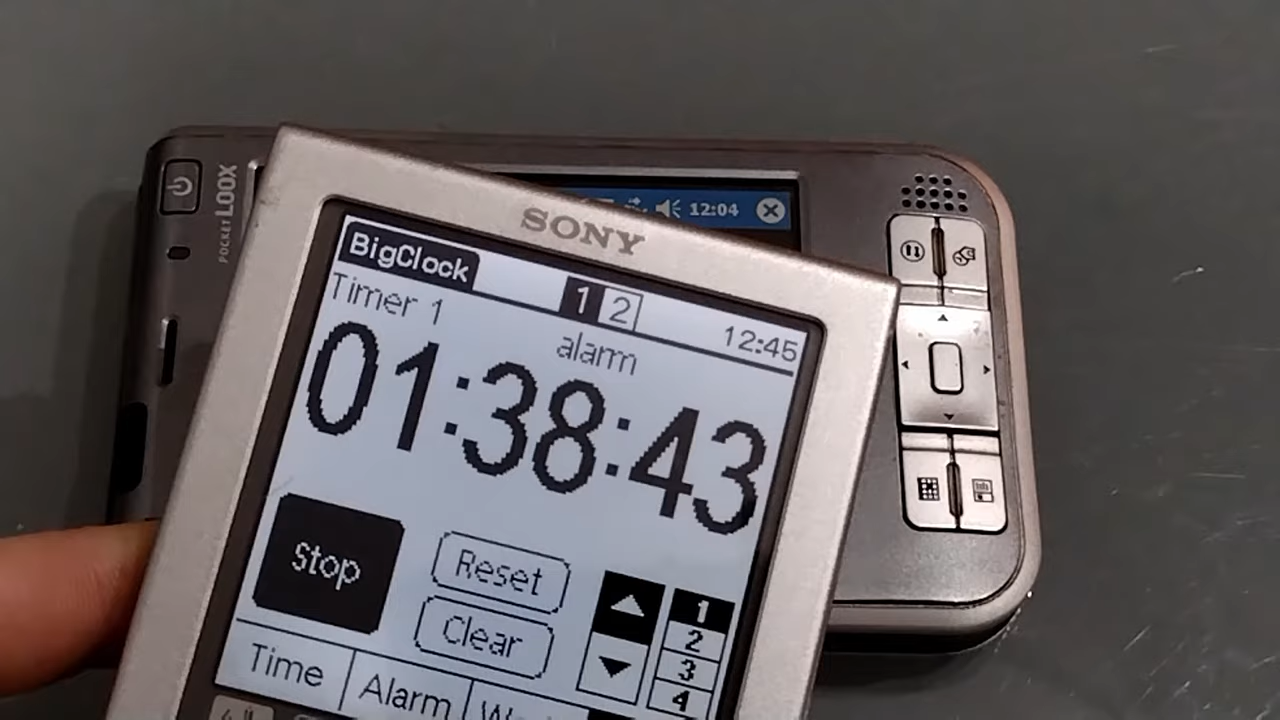 POCKET LOOX
12:04
SONY
BigClock
1 2
12:45
Timer 1
alarm
01:38:43
Stop
Reset
Clear
1
2
3
4
Time
Alarm